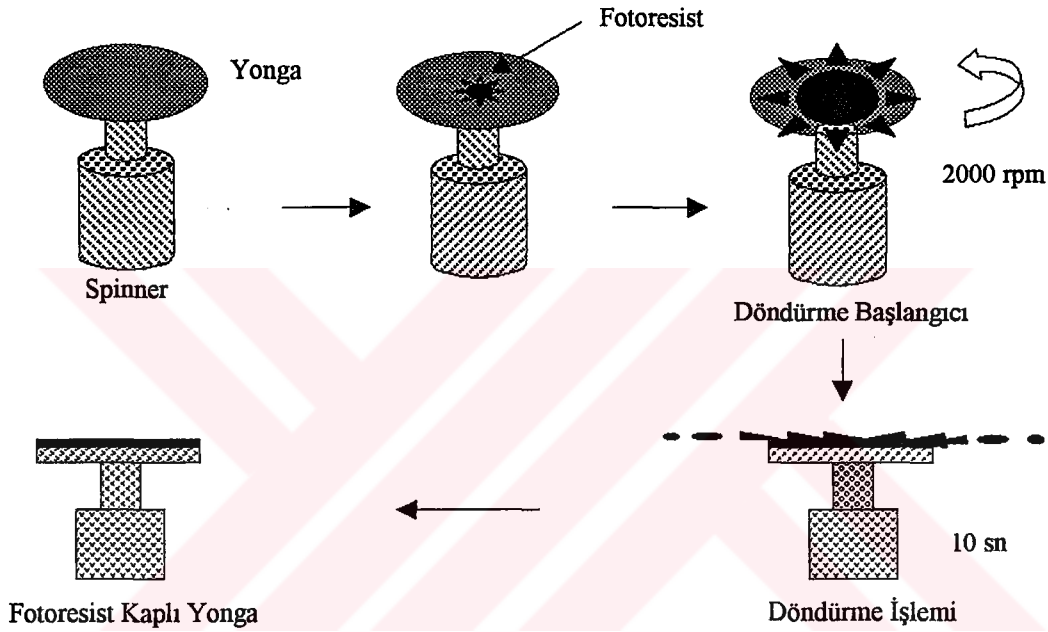 Fotoresist
Yonga
2000 rpm
Spinner
Döndürme Başlangıcı
10 sn
Fotoresist Kaplı Yonga
Döndürme İşlemi